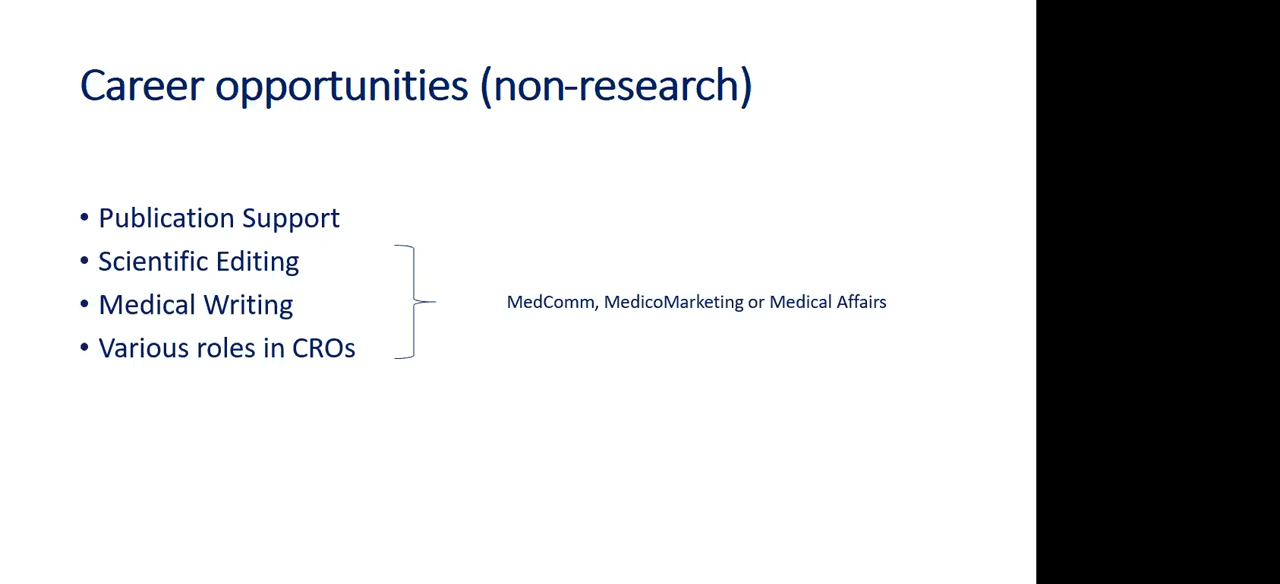 Career opportunities (non-research)
• Publication Support
• Scientific Editing
• Medical Writing
• Various roles in CROs
MedComm, MedicoMarketing or Medical Affairs